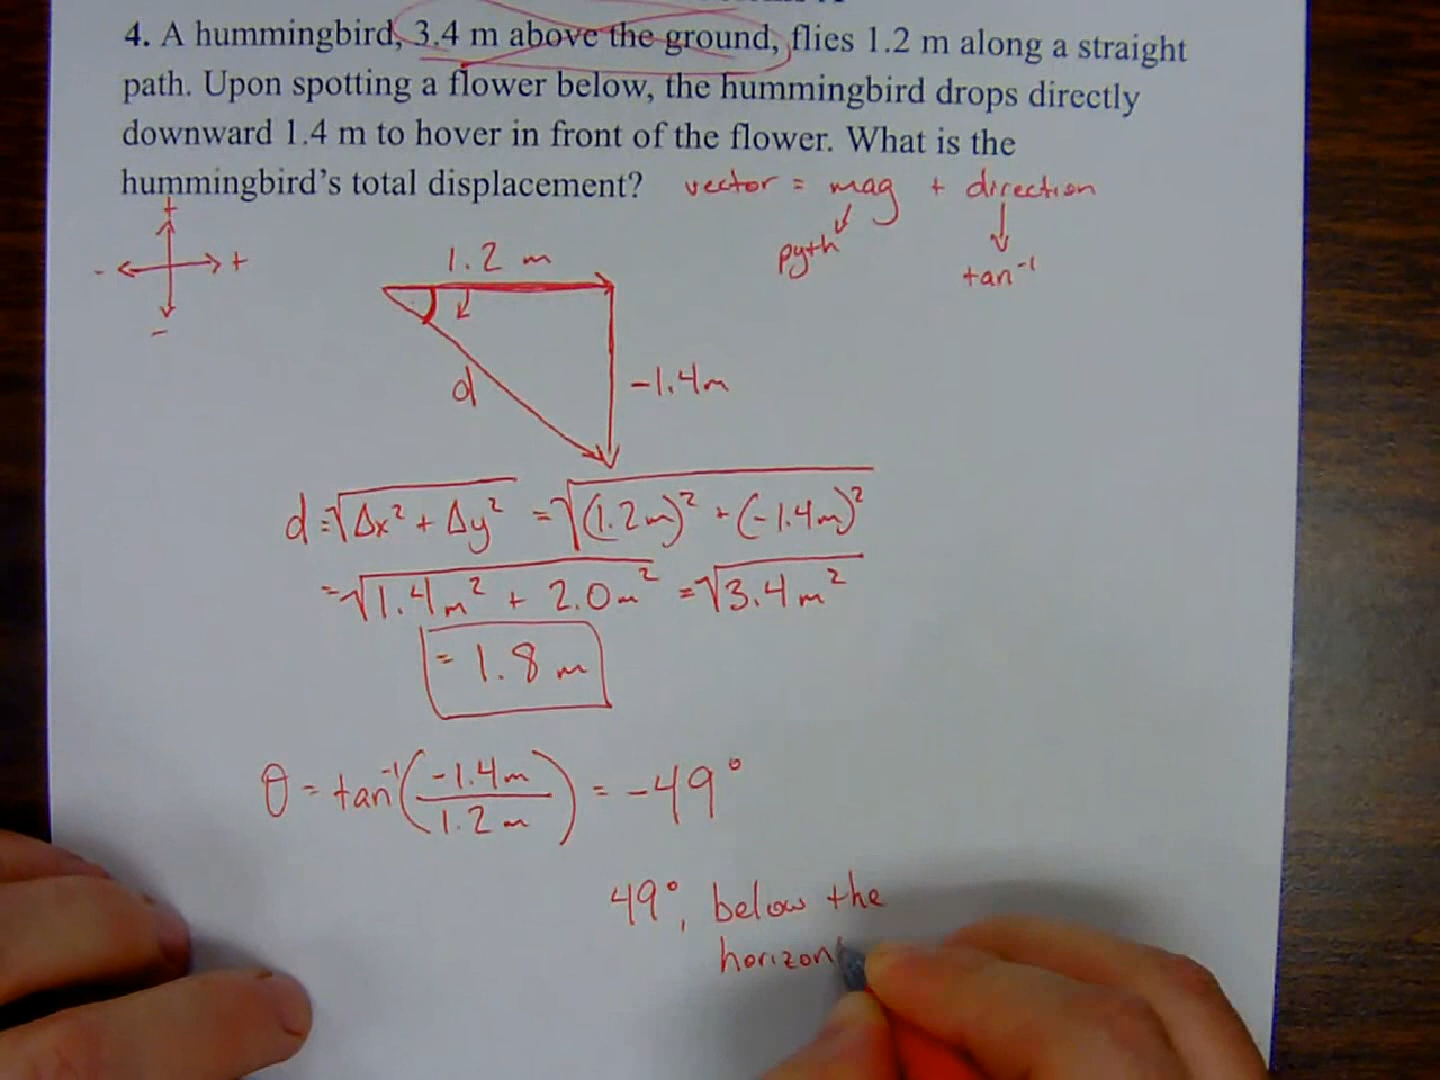 4. A hummingbird, 3.4 m above the ground, flies 1.2 m along a straight
path. Upon spotting a flower below, the hummingbird drops directly
downward 1.4 m to hover in front of the flower. What is the
hummingbird's total displacement? vector = mag + direction
pyth
tan⁻¹
+
- +
-
1.2 m
d
-1.4m
d = √Δx² + Δy² = √(1.2m)² + (-1.4m)²
= √1.4m² + 2.0m² = √3.4m²
= 1.8 m
θ = tan⁻¹(-1.4m/1.2m) = -49°
49°, below the
horizon